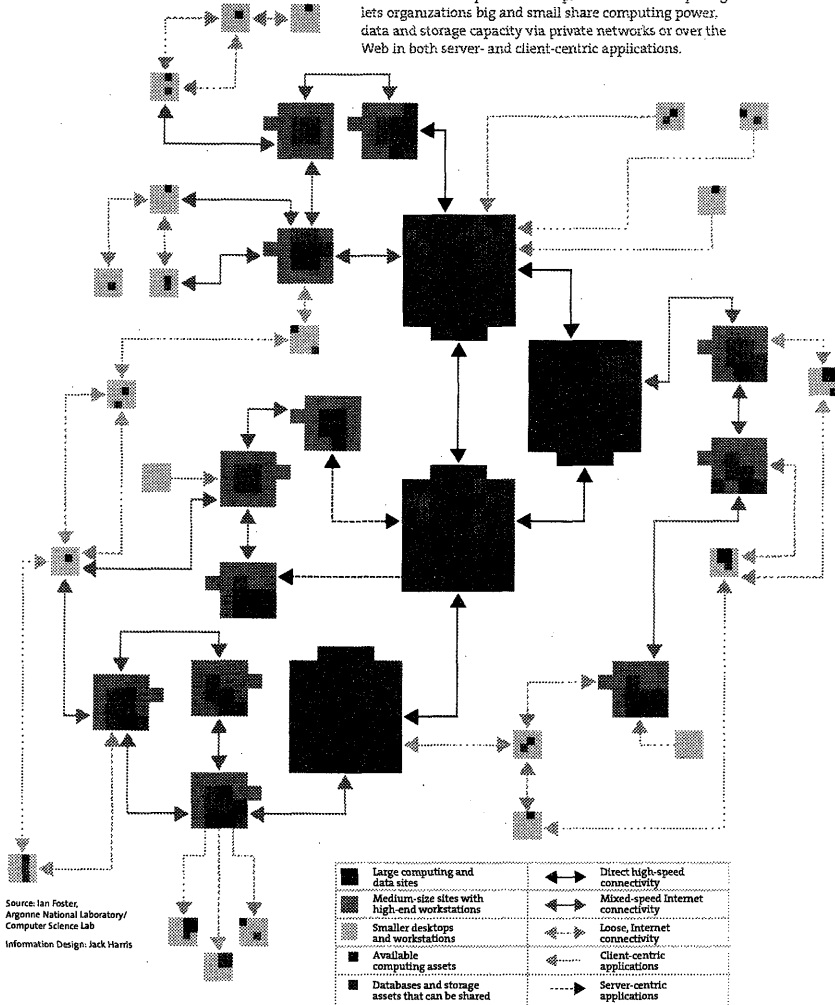 lets organizations big and small share computing power,
data and storage capacity via private networks or over the
Web in both server- and client-centric applications.
Large computing and
data sites
Direct high-speed
connectivity
Medium-size sites with
high-end workstations
Mixed-speed Internet
connectivity
Smaller desktops
and workstations
Loose, Internet
connectivity
Available
computing assets
Client-centric
applications
Databases and storage
assets that can be shared
Server-centric
applications
Source: Ian Foster,
Argonne National Laboratory/
Computer Science Lab
Information Design: Jack Harris